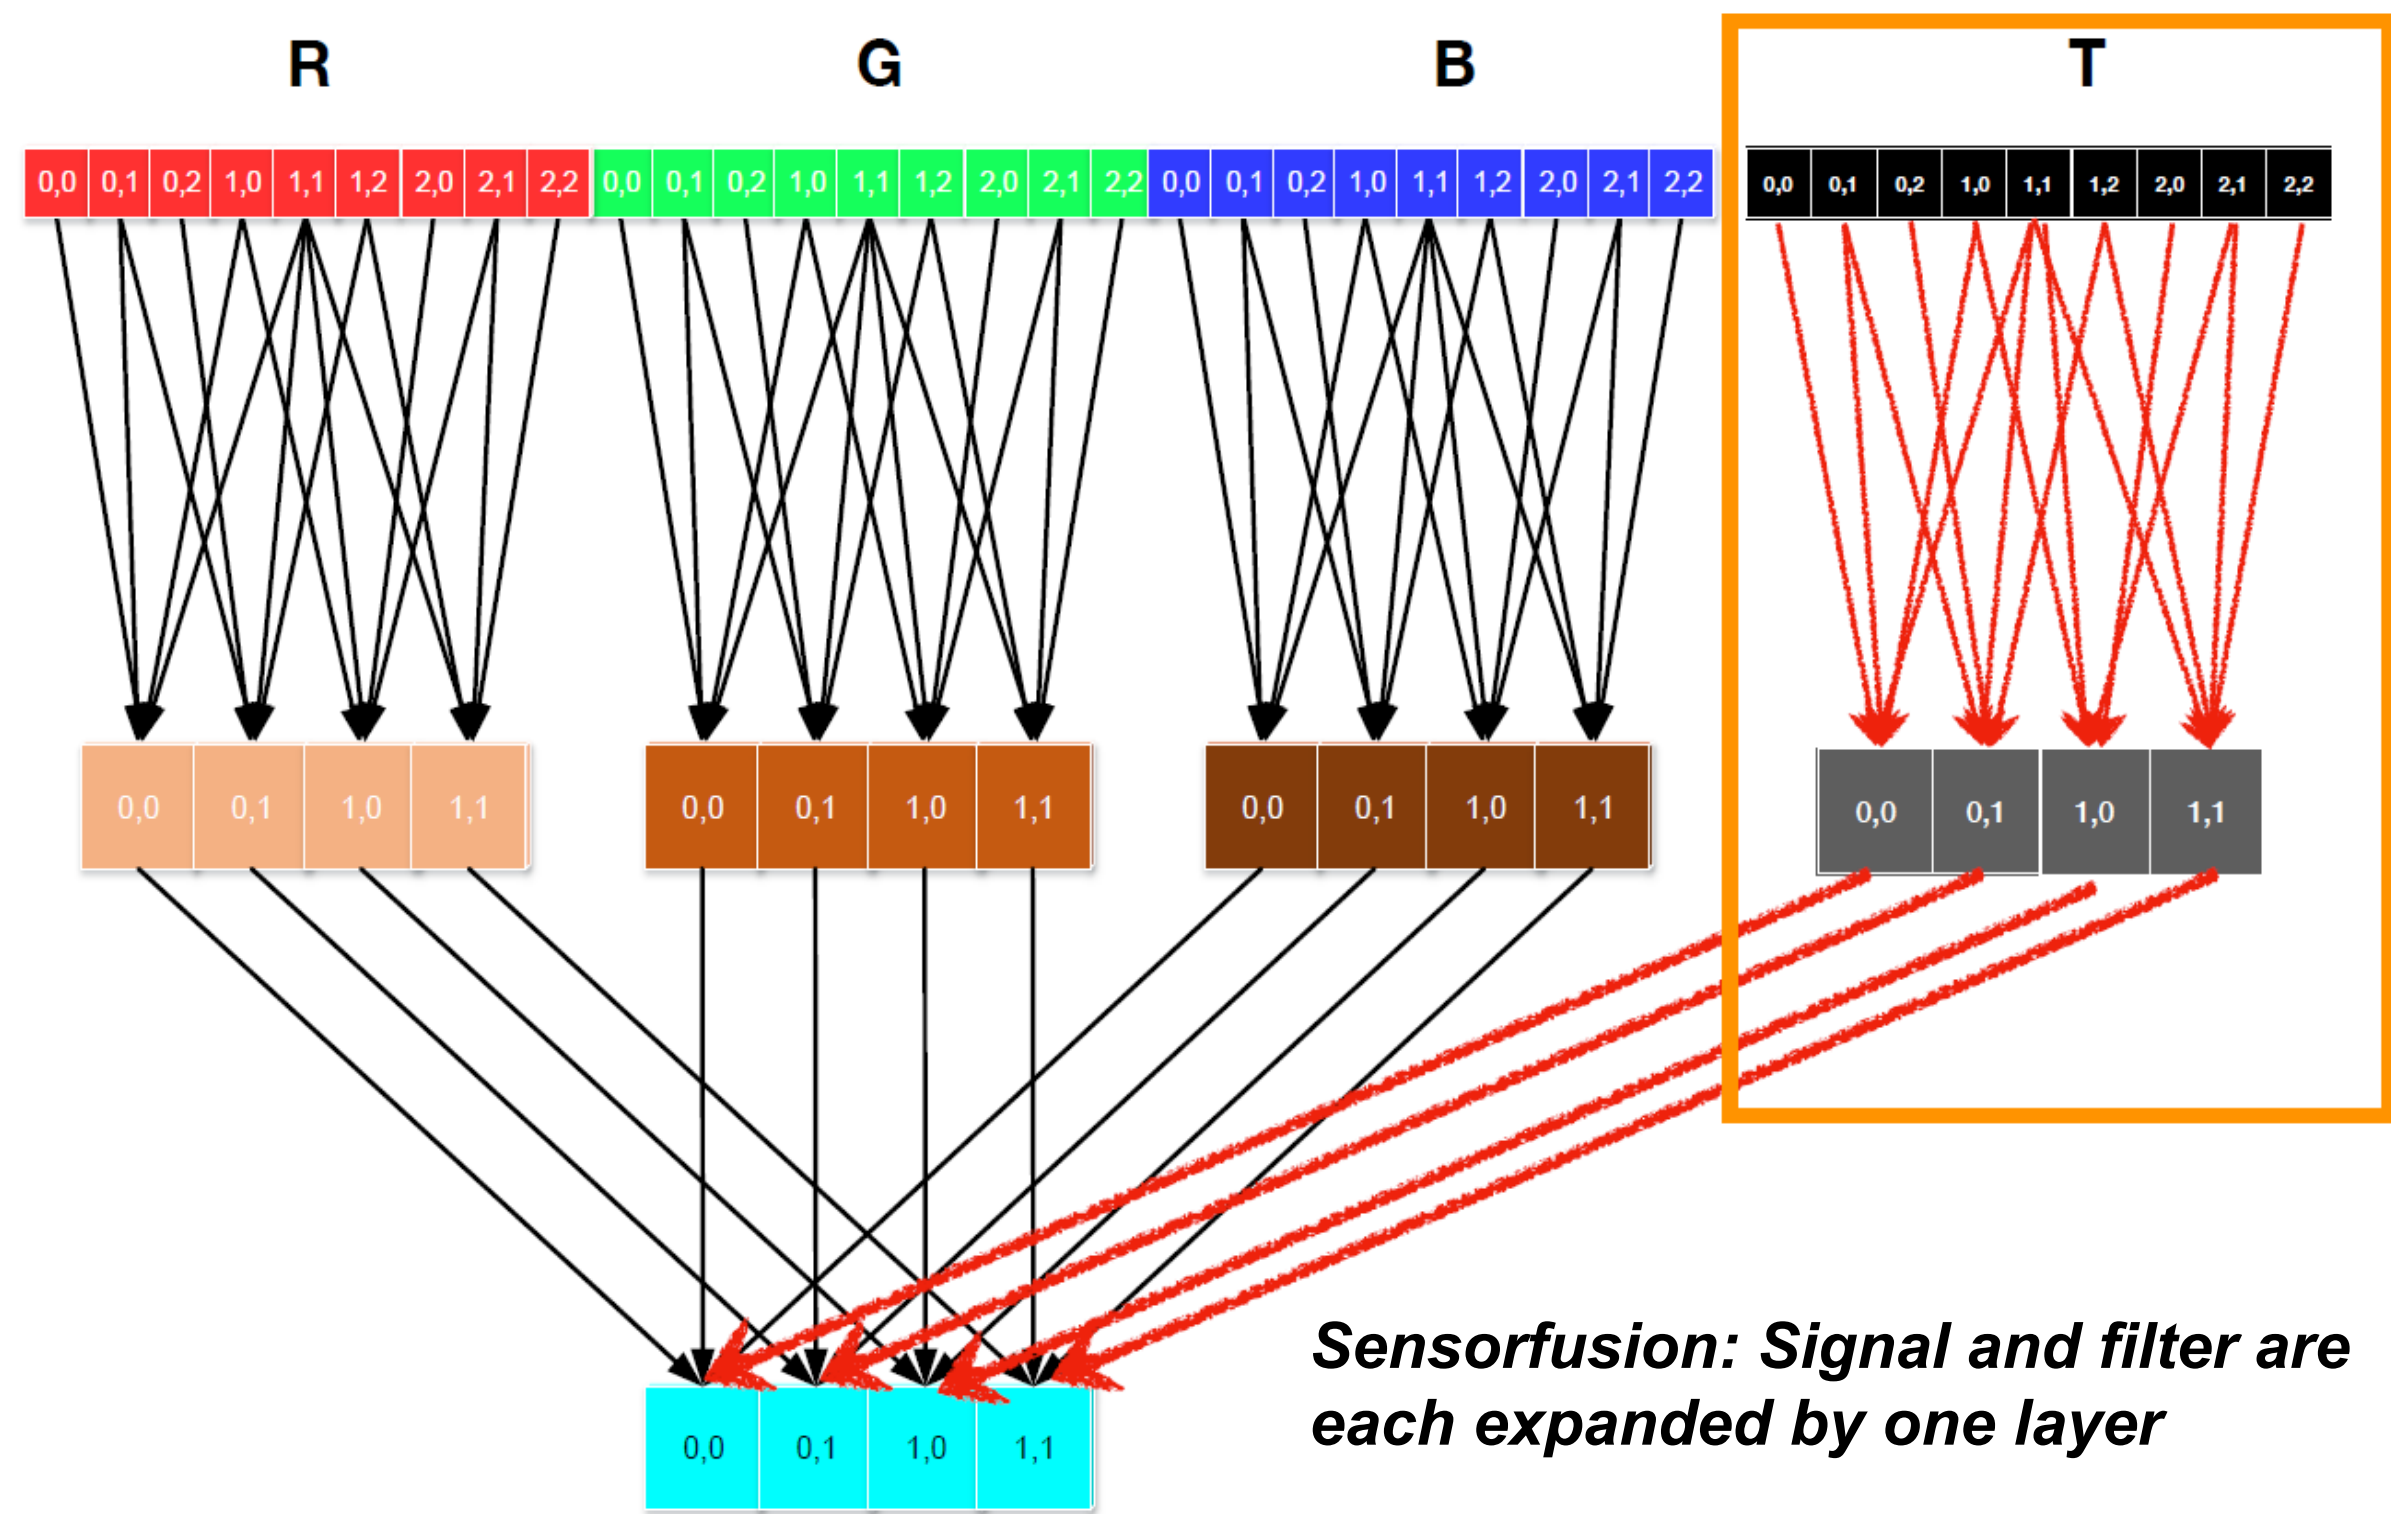 R G B T
0,0 0,1 0,2 1,0 1,1 1,2 2,0 2,1 2,2 0,0 0,1 0,2 1,0 1,1 1,2 2,0 2,1 2,2 0,0 0,1 0,2 1,0 1,1 1,2 2,0 2,1 2,2 0,0 0,1 0,2 1,0 1,1 1,2 2,0 2,1 2,2
0,0 0,1 1,0 1,1 0,0 0,1 1,0 1,1 0,0 0,1 1,0 1,1 0,0 0,1 1,0 1,1
Sensorfusion: Signal and filter are
each expanded by one layer
0,0 0,1 1,0 1,1